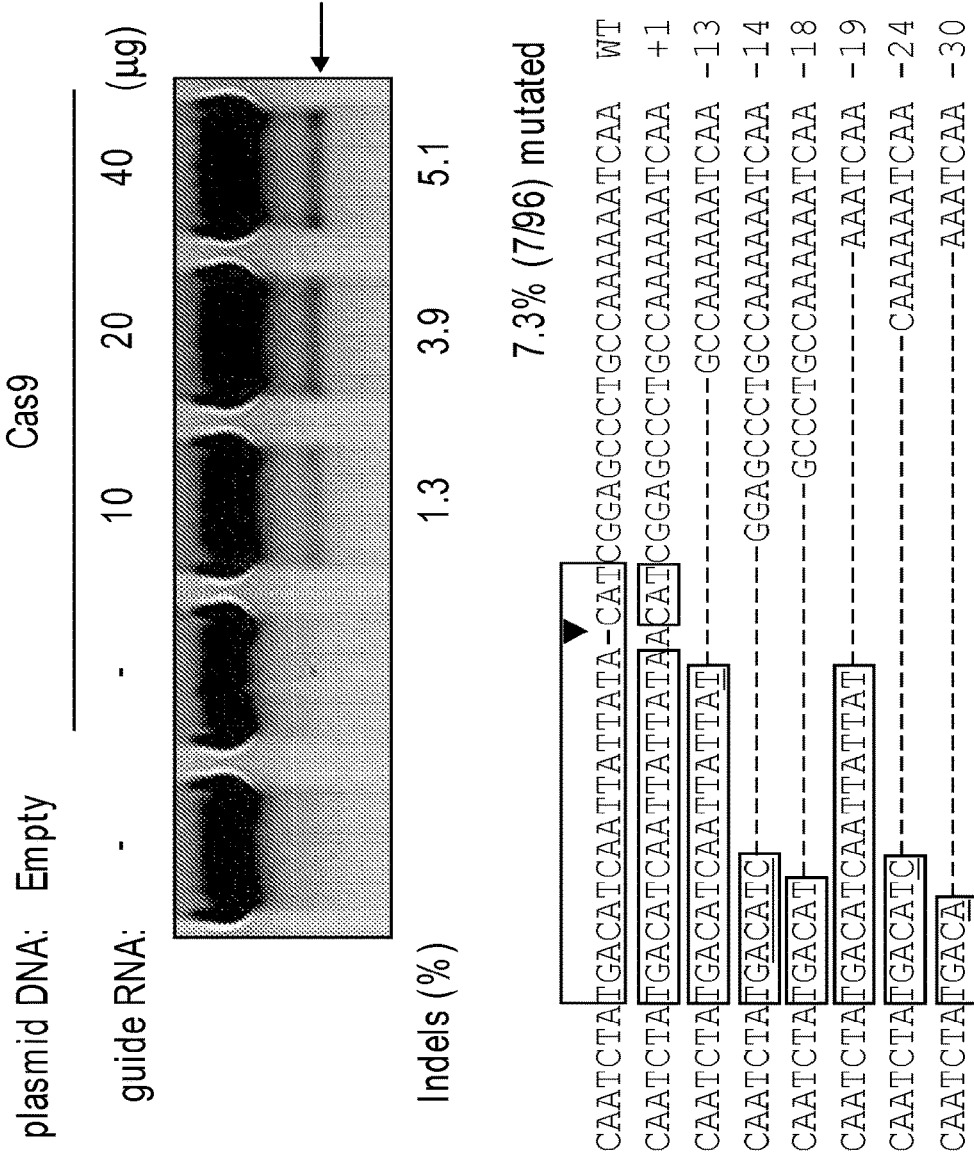 plasmid DNA: Empty Cas9
guide RNA: - - 10 20 40 (μg)
Indels (%) 1.3 3.9 5.1
7.3% (7/96) mutated
CAATCTATGACATCAATTATTATA-CATCGGAGCCCTGCCAAAAAATCAA WT
CAATCTATGACATCAATTATTATAACATCGGAGCCCTGCCAAAAAATCAA +1
CAATCTATGACATCAATTATTAT--------------GCCAAAAAATCAA -13
CAATCTATGACATC---------------GGAGCCCTGCCAAAAAATCAA -14
CAATCTATGACAT-------------------GCCCTGCCAAAAAATCAA -18
CAATCTATGACATCAATTATTAT--------------------AAATCAA -19
CAATCTATGACATC-------------------------CAAAAAATCAA -24
CAATCTATGACA-------------------------------AAATCAA -30